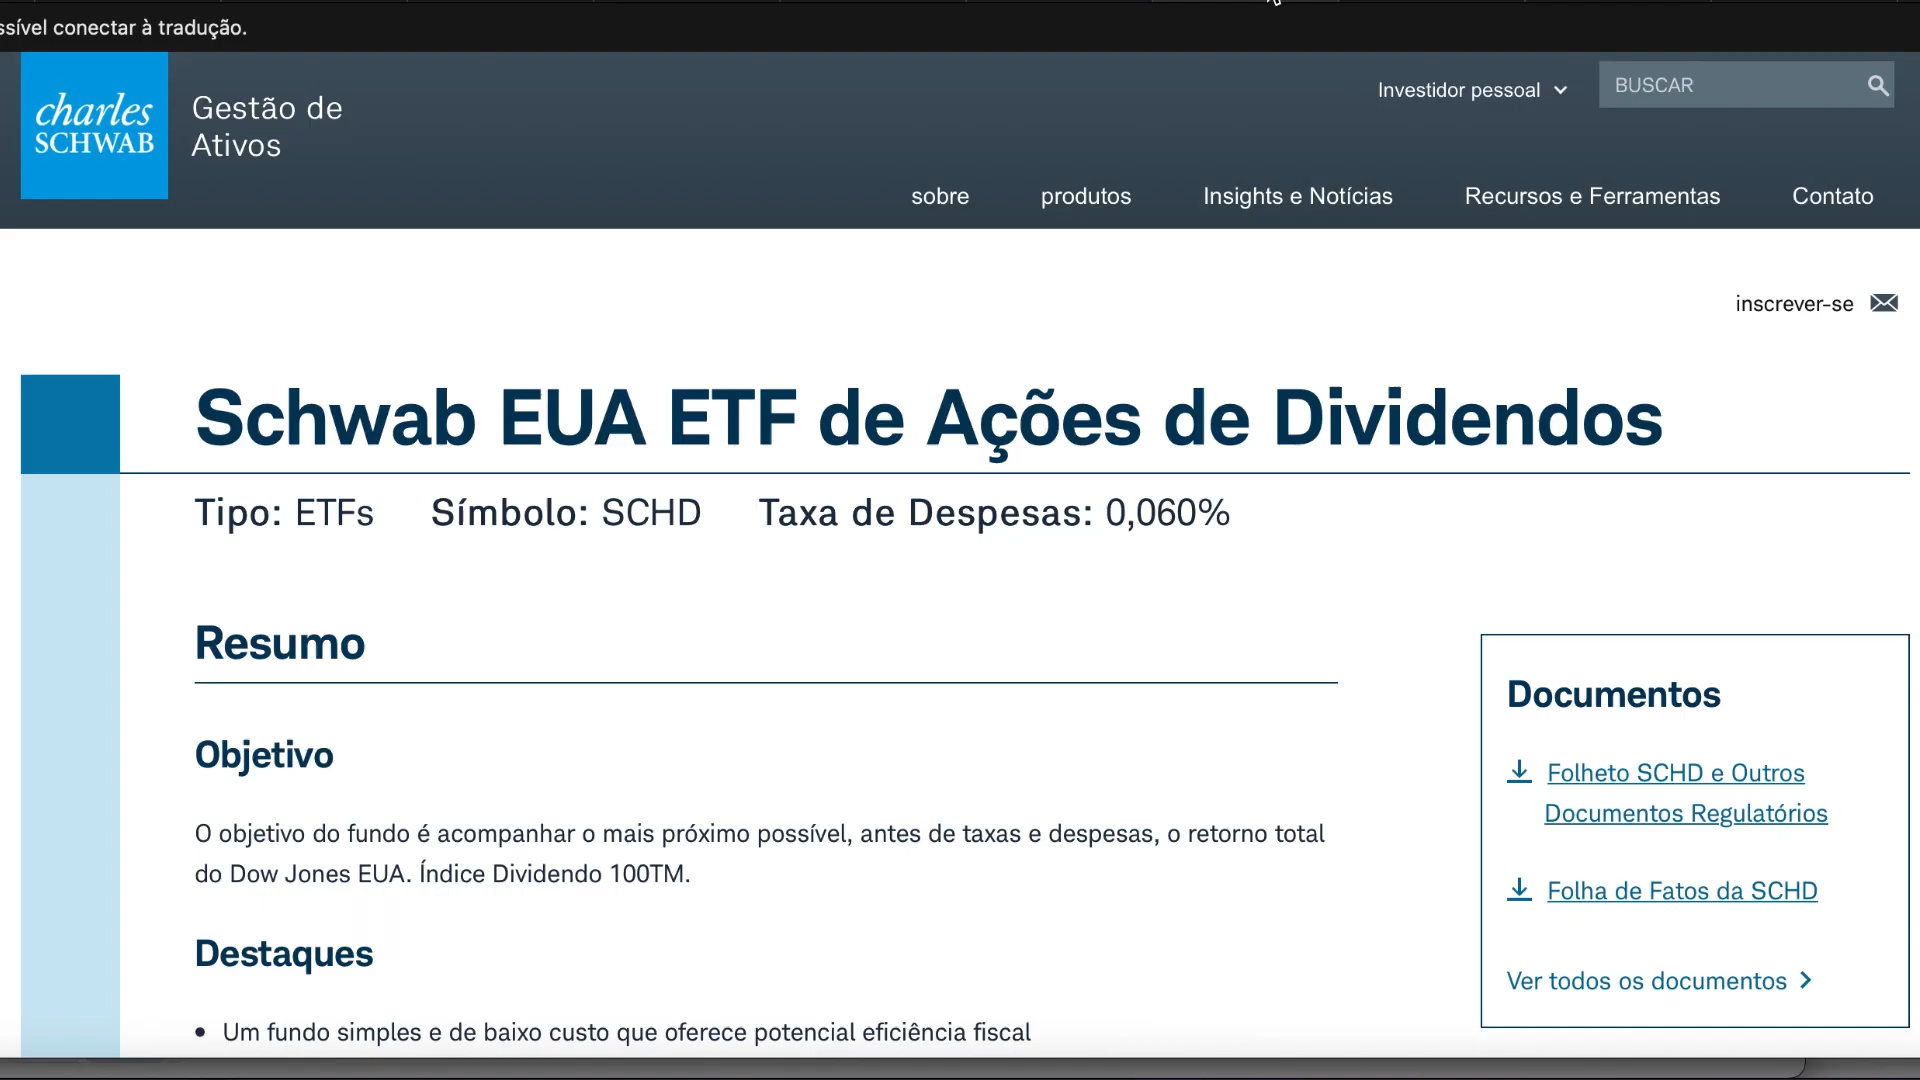 ssível conectar à tradução.
charles
SCHWAB
Gestão de
Ativos
Investidor pessoal
BUSCAR
sobre
produtos
Insights e Notícias
Recursos e Ferramentas
Contato
inscrever-se
Schwab EUA ETF de Ações de Dividendos
Tipo: ETFs
Símbolo: SCHD
Taxa de Despesas: 0,060%
Resumo
Objetivo
O objetivo do fundo é acompanhar o mais próximo possível, antes de taxas e despesas, o retorno total
do Dow Jones EUA. Índice Dividendo 100TM.
Destaques
• Um fundo simples e de baixo custo que oferece potencial eficiência fiscal
Documentos
Folheto SCHD e Outros
Documentos Regulatórios
Folha de Fatos da SCHD
Ver todos os documentos